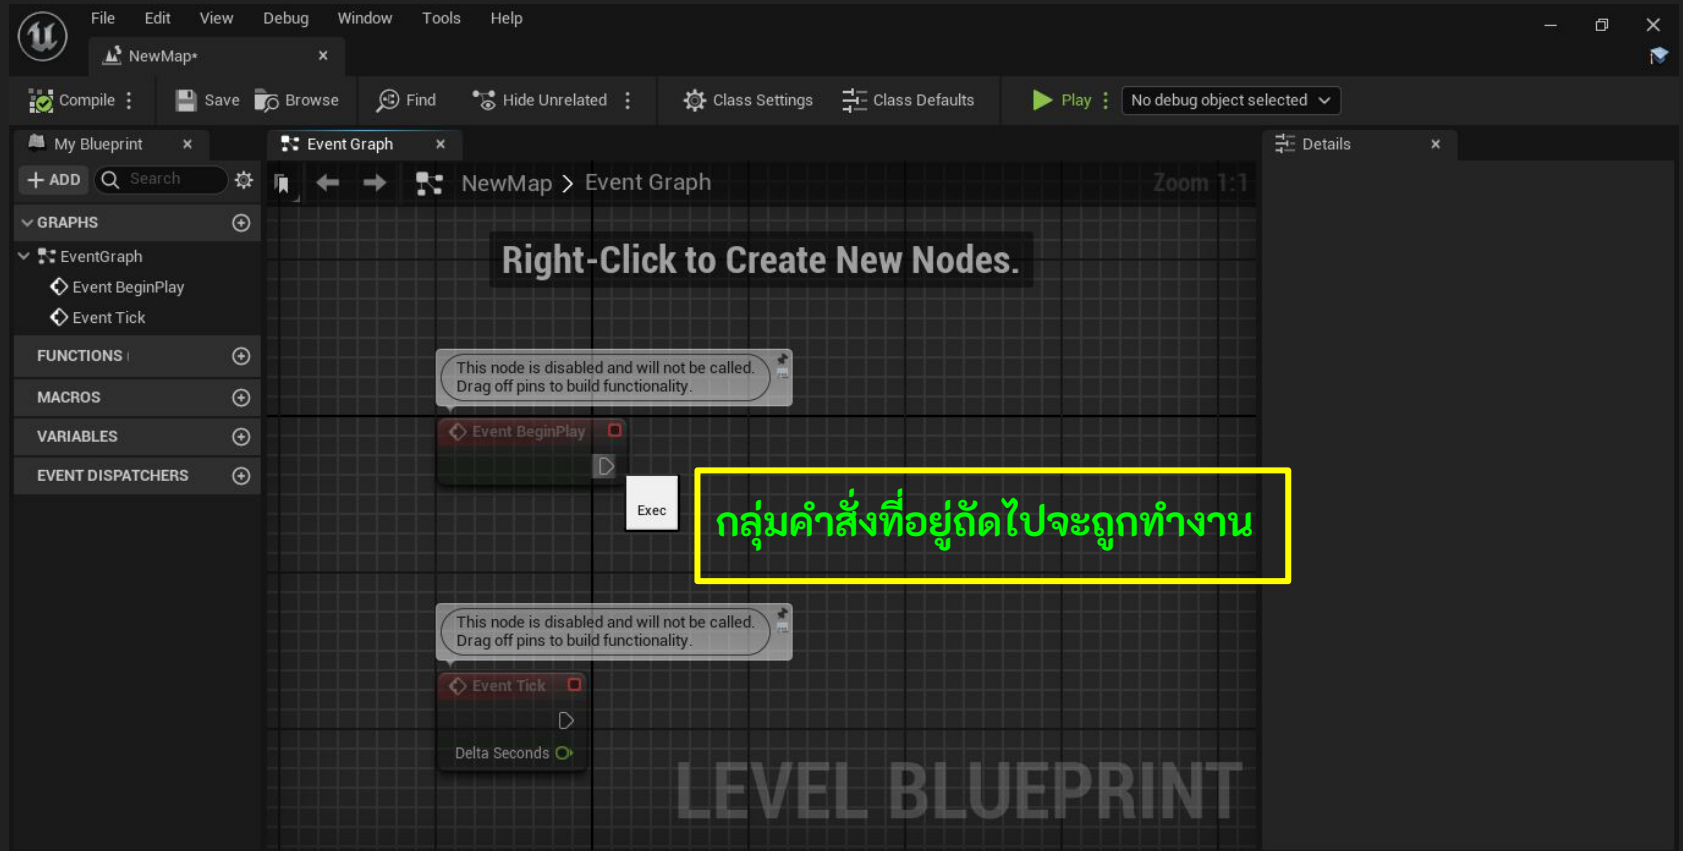 File Edit View Debug Window Tools Help
NewMap*
Compile Save Browse Find Hide Unrelated Class Settings Class Defaults Play No debug object selected
My Blueprint
Event Graph
Details
+ ADD Search
NewMap > Event Graph
Zoom 1:1
GRAPHS
EventGraph
Event BeginPlay
Event Tick
FUNCTIONS
MACROS
VARIABLES
EVENT DISPATCHERS
Right-Click to Create New Nodes.
This node is disabled and will not be called.
Drag off pins to build functionality.
Event BeginPlay
Exec
กลุ่มคำสั่งที่อยู่ถัดไปจะถูกทำงาน
This node is disabled and will not be called.
Drag off pins to build functionality.
Event Tick
Delta Seconds
LEVEL BLUEPRINT